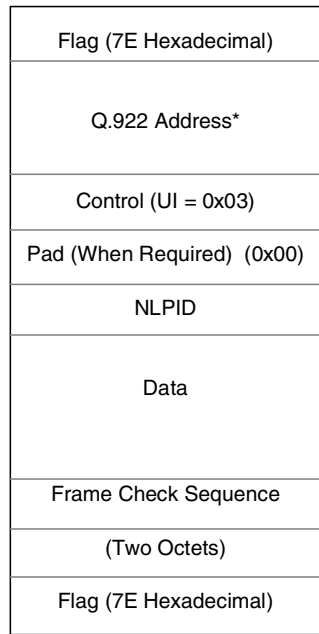 Flag (7E Hexadecimal)
Q.922 Address*
Control (UI = 0x03)
Pad (When Required) (0x00)
NLPID
Data
Frame Check Sequence
(Two Octets)
Flag (7E Hexadecimal)